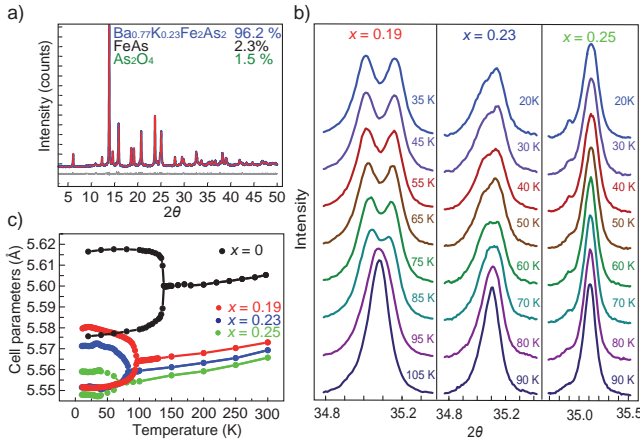 a)
Ba0.77K0.23Fe2As2 96.2 %
FeAs 2.3%
As2O4 1.5 %
Intensity (counts)
5 10 15 20 25 30 35 40 45 50
2θ
b)
x = 0.19
x = 0.23
x = 0.25
35 K
45 K
55 K
65 K
75 K
85 K
95 K
105 K
20K
30 K
40 K
50 K
60 K
70 K
80 K
90 K
20K
30 K
40 K
50 K
60 K
70 K
80 K
90 K
Intensity
34.8 35.2 34.8 35.2 35.0 35.5
2θ
c)
Cell parameters (Å)
5.62
5.61
5.60
5.59
5.58
5.57
5.56
5.55
x = 0
x = 0.19
x = 0.23
x = 0.25
0 50 100 150 200 250 300
Temperature (K)